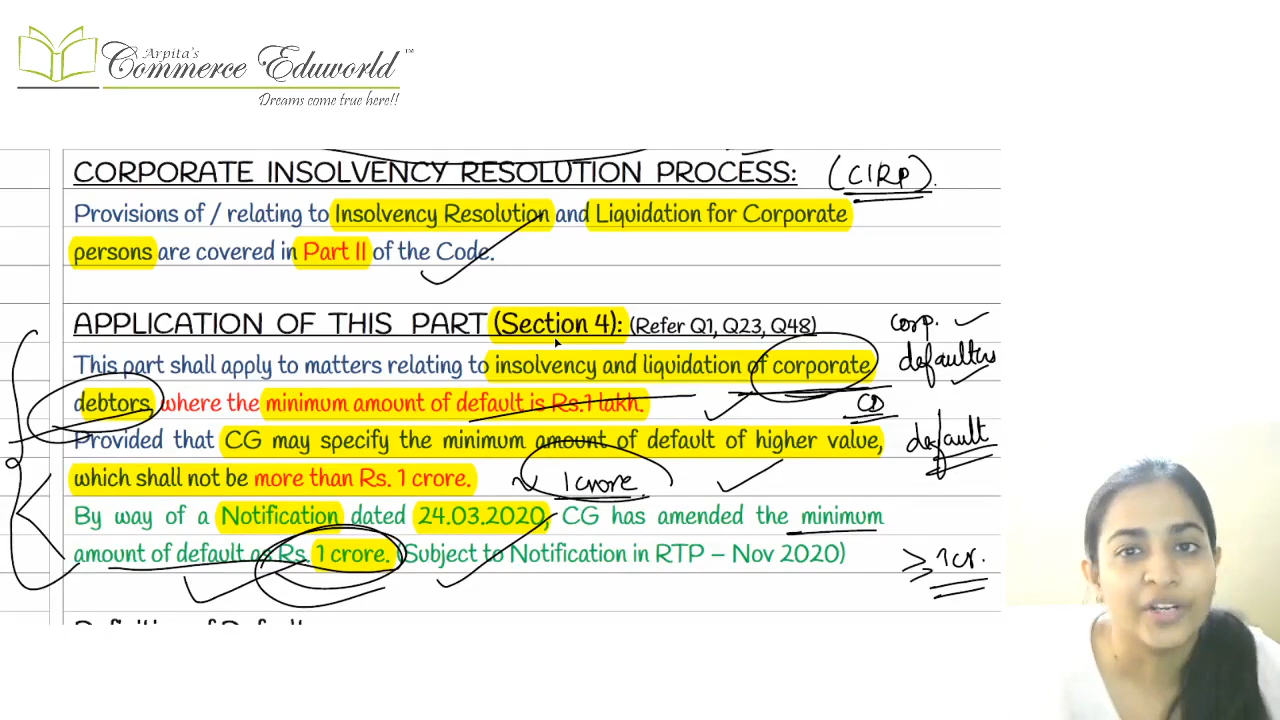 Arpita's
Commerce Eduworld™
Dreams come true here!!
CORPORATE INSOLVENCY RESOLUTION PROCESS: (CIRP).
Provisions of / relating to Insolvency Resolution and Liquidation for Corporate
persons are covered in Part II of the Code.
APPLICATION OF THIS PART (Section 4): (Refer Q1, Q23, Q48)
corp.
This part shall apply to matters relating to insolvency and liquidation of corporate
defaulters
debtors, where the minimum amount of default is Rs.1 lakh.
CD
Provided that CG may specify the minimum amount of default of higher value,
default
which shall not be more than Rs. 1 crore.
1 crore
By way of a Notification dated 24.03.2020, CG has amended the minimum
amount of default as Rs. 1 crore. (Subject to Notification in RTP – Nov 2020)
≥ 1 cr.